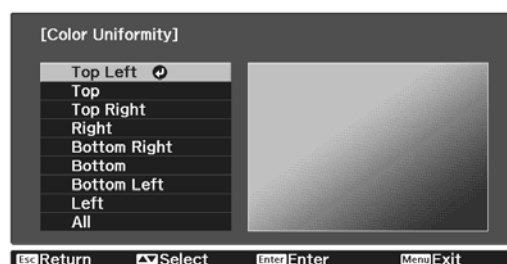 [Color Uniformity]
Top Left
Top
Top Right
Right
Bottom Right
Bottom
Bottom Left
Left
All
Esc Return Select Enter Enter Menu Exit